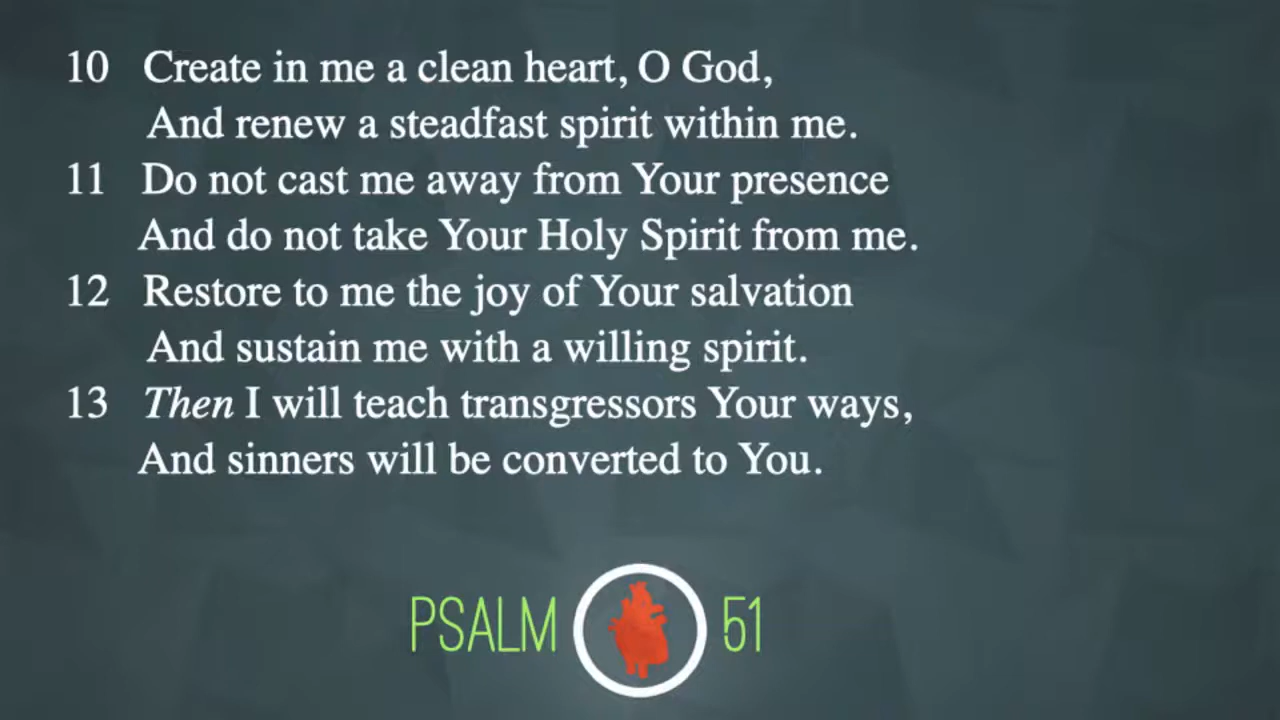 10 Create in me a clean heart, O God,
And renew a steadfast spirit within me.
11 Do not cast me away from Your presence
And do not take Your Holy Spirit from me.
12 Restore to me the joy of Your salvation
And sustain me with a willing spirit.
13 Then I will teach transgressors Your ways,
And sinners will be converted to You.
PSALM 51